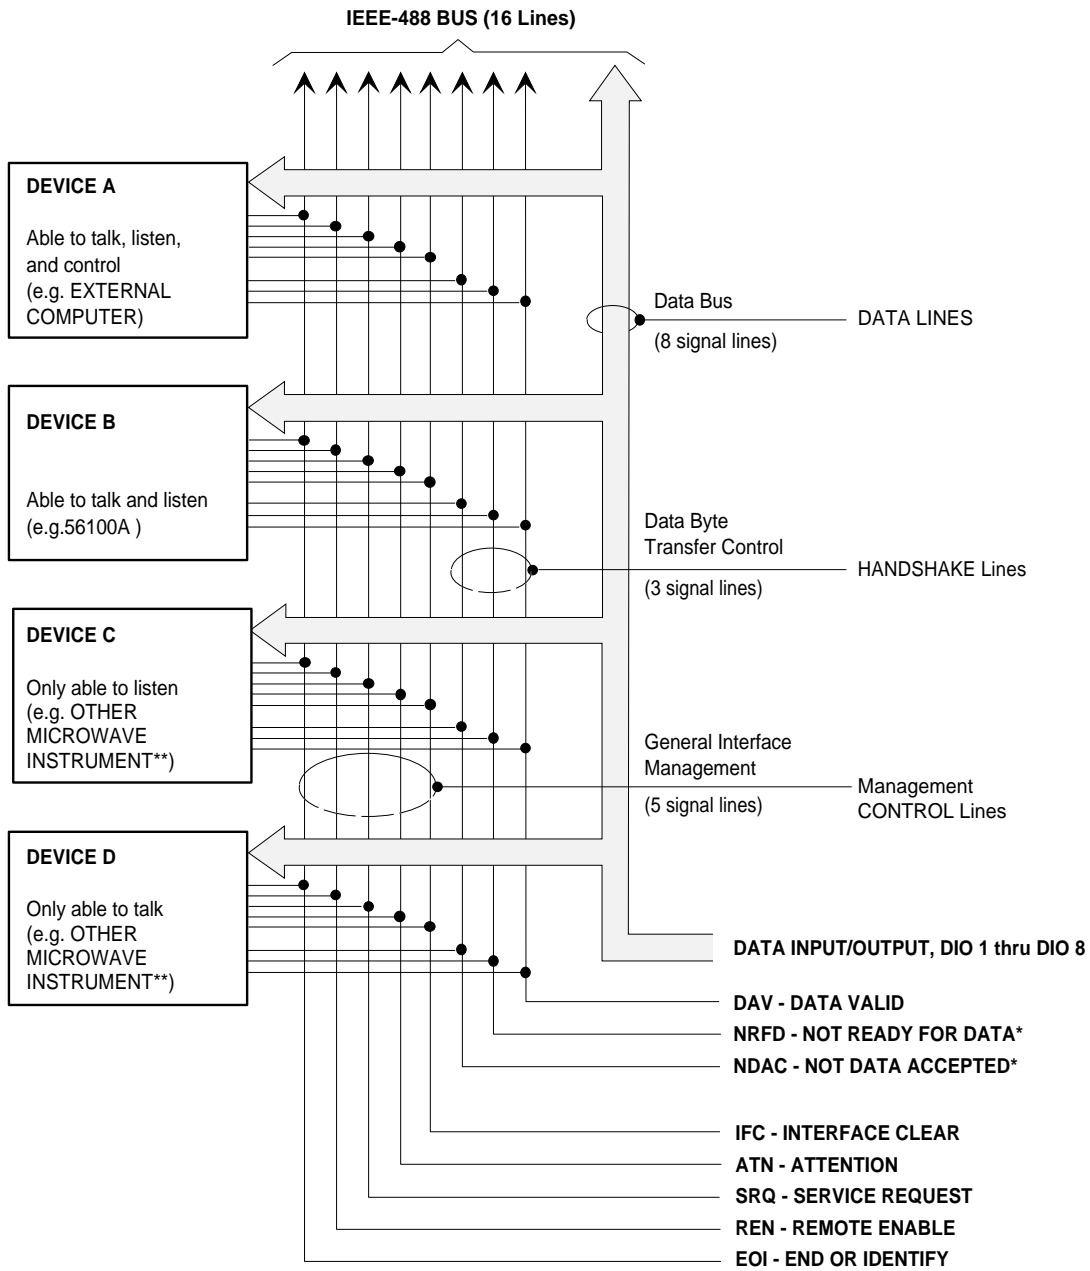 IEEE-488 BUS (16 Lines)
DEVICE A
Able to talk, listen,
and control
(e.g. EXTERNAL
COMPUTER)
Data Bus
(8 signal lines)
DATA LINES
DEVICE B
Able to talk and listen
(e.g.56100A )
Data Byte
Transfer Control
(3 signal lines)
HANDSHAKE Lines
DEVICE C
Only able to listen
(e.g. OTHER
MICROWAVE
INSTRUMENT**)
General Interface
Management
(5 signal lines)
Management
CONTROL Lines
DEVICE D
Only able to talk
(e.g. OTHER
MICROWAVE
INSTRUMENT**)
DATA INPUT/OUTPUT, DIO 1 thru DIO 8
DAV - DATA VALID
NRFD - NOT READY FOR DATA*
NDAC - NOT DATA ACCEPTED*
IFC - INTERFACE CLEAR
ATN - ATTENTION
SRQ - SERVICE REQUEST
REN - REMOTE ENABLE
EOI - END OR IDENTIFY